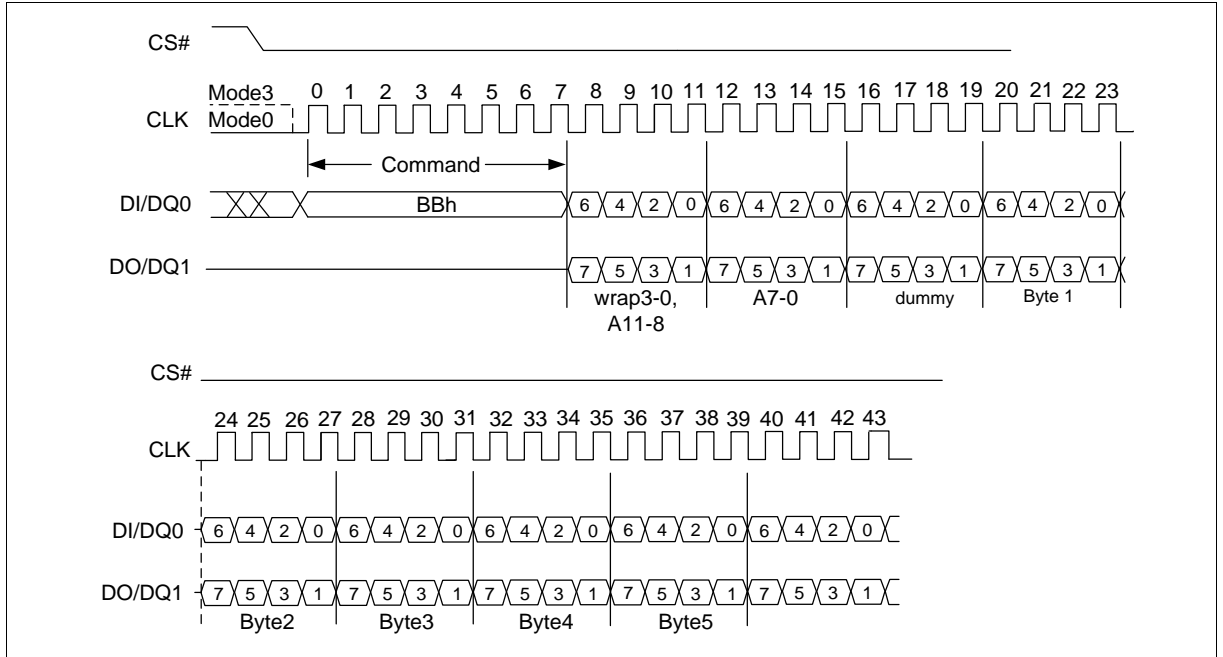 CS#
Mode3 0 1 2 3 4 5 6 7 8 9 10 11 12 13 14 15 16 17 18 19 20 21 22 23
CLK Mode0
Command
DI/DQ0 BBh 6 4 2 0 6 4 2 0 6 4 2 0 6 4 2 0
DO/DQ1 7 5 3 1 7 5 3 1 7 5 3 1 7 5 3 1
wrap3-0, A7-0 dummy Byte 1
A11-8
CS#
24 25 26 27 28 29 30 31 32 33 34 35 36 37 38 39 40 41 42 43
CLK
DI/DQ0 6 4 2 0 6 4 2 0 6 4 2 0 6 4 2 0 6 4 2 0
DO/DQ1 7 5 3 1 7 5 3 1 7 5 3 1 7 5 3 1 7 5 3 1
Byte2 Byte3 Byte4 Byte5